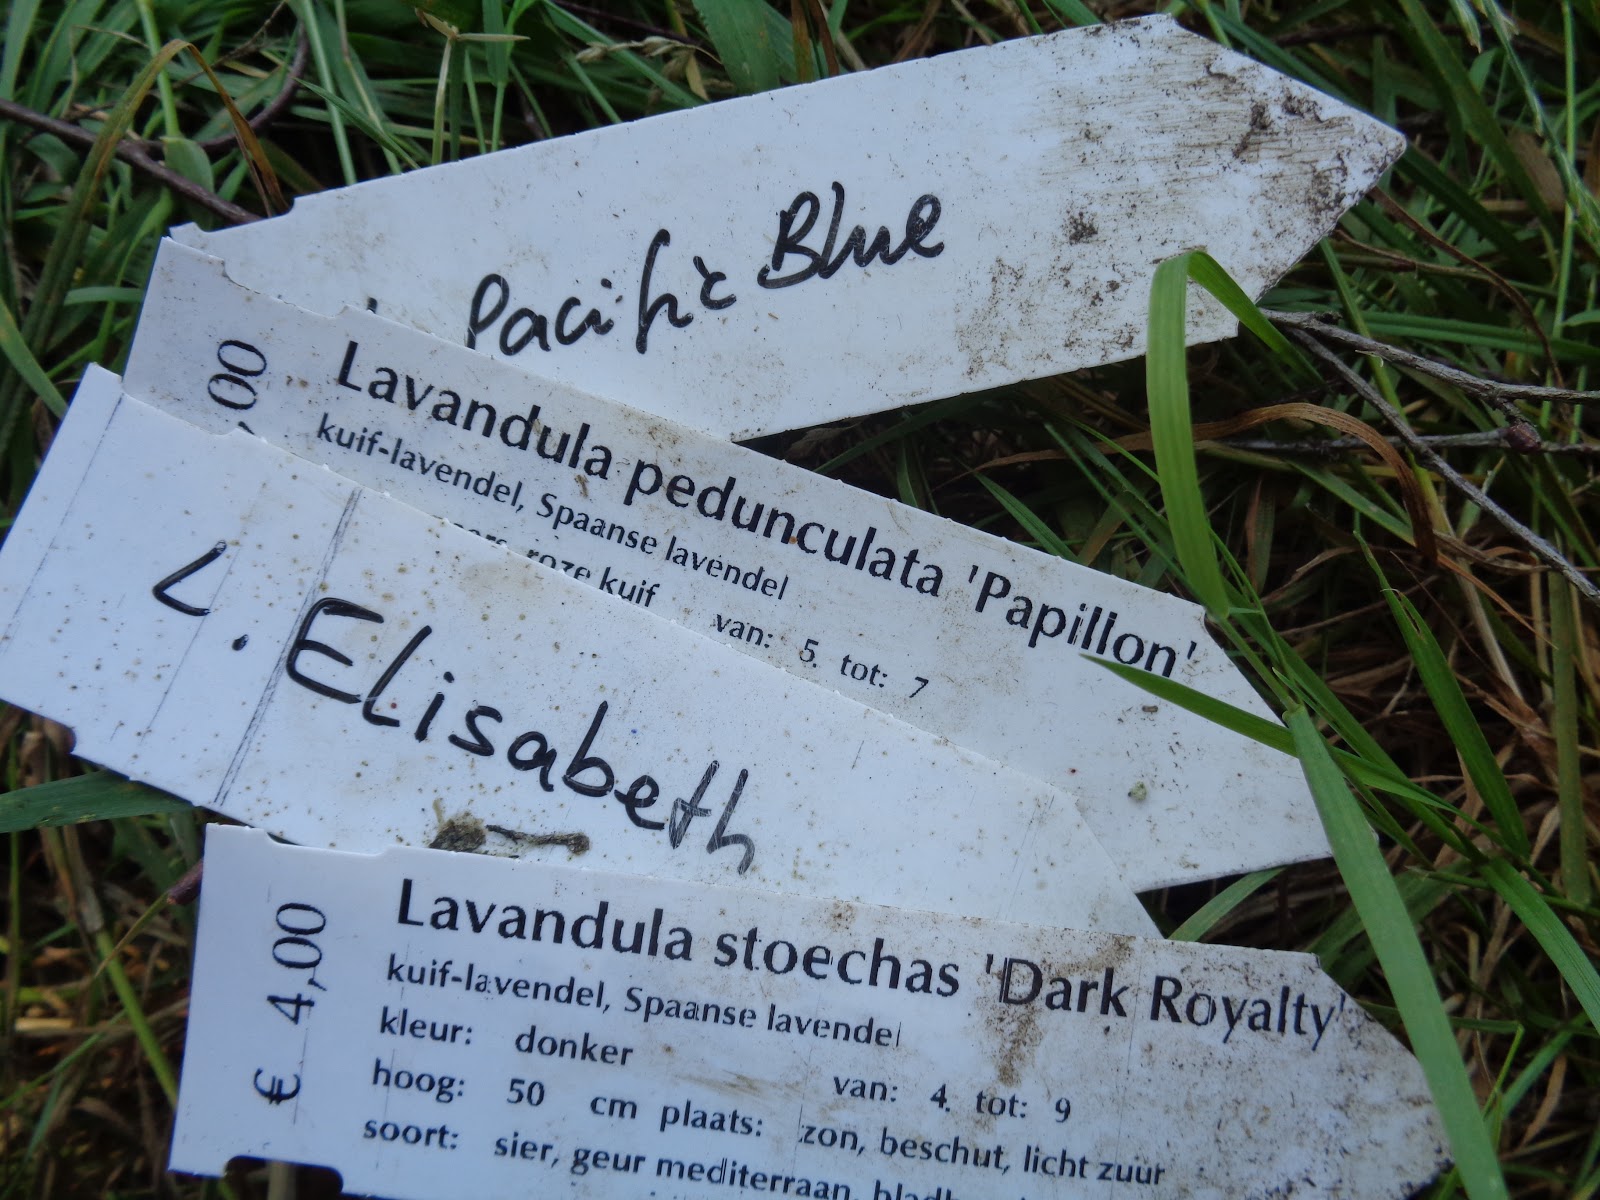 Pacific Blue
Lavandula pedunculata 'Papillon'
kuif-lavendel, Spaanse lavendel
roze kuif
van: 5. tot: 7
,00
L. Elisabeth
Lavandula stoechas 'Dark Royalty'
kuif-lavendel, Spaanse lavendel
kleur: donker
van: 4. tot: 9
hoog: 50 cm plaats: zon, beschut, licht zuur
soort: sier, geur mediterraan,
€ 4,00